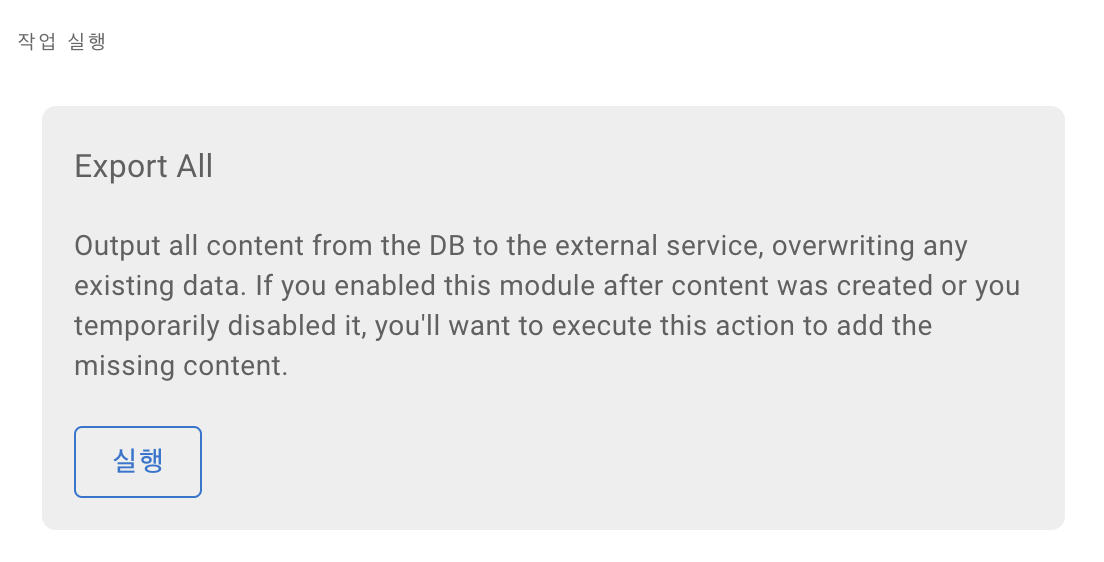 작업 실행
Export All
Output all content from the DB to the external service, overwriting any
existing data. If you enabled this module after content was created or you
temporarily disabled it, you'll want to execute this action to add the
missing content.
실행